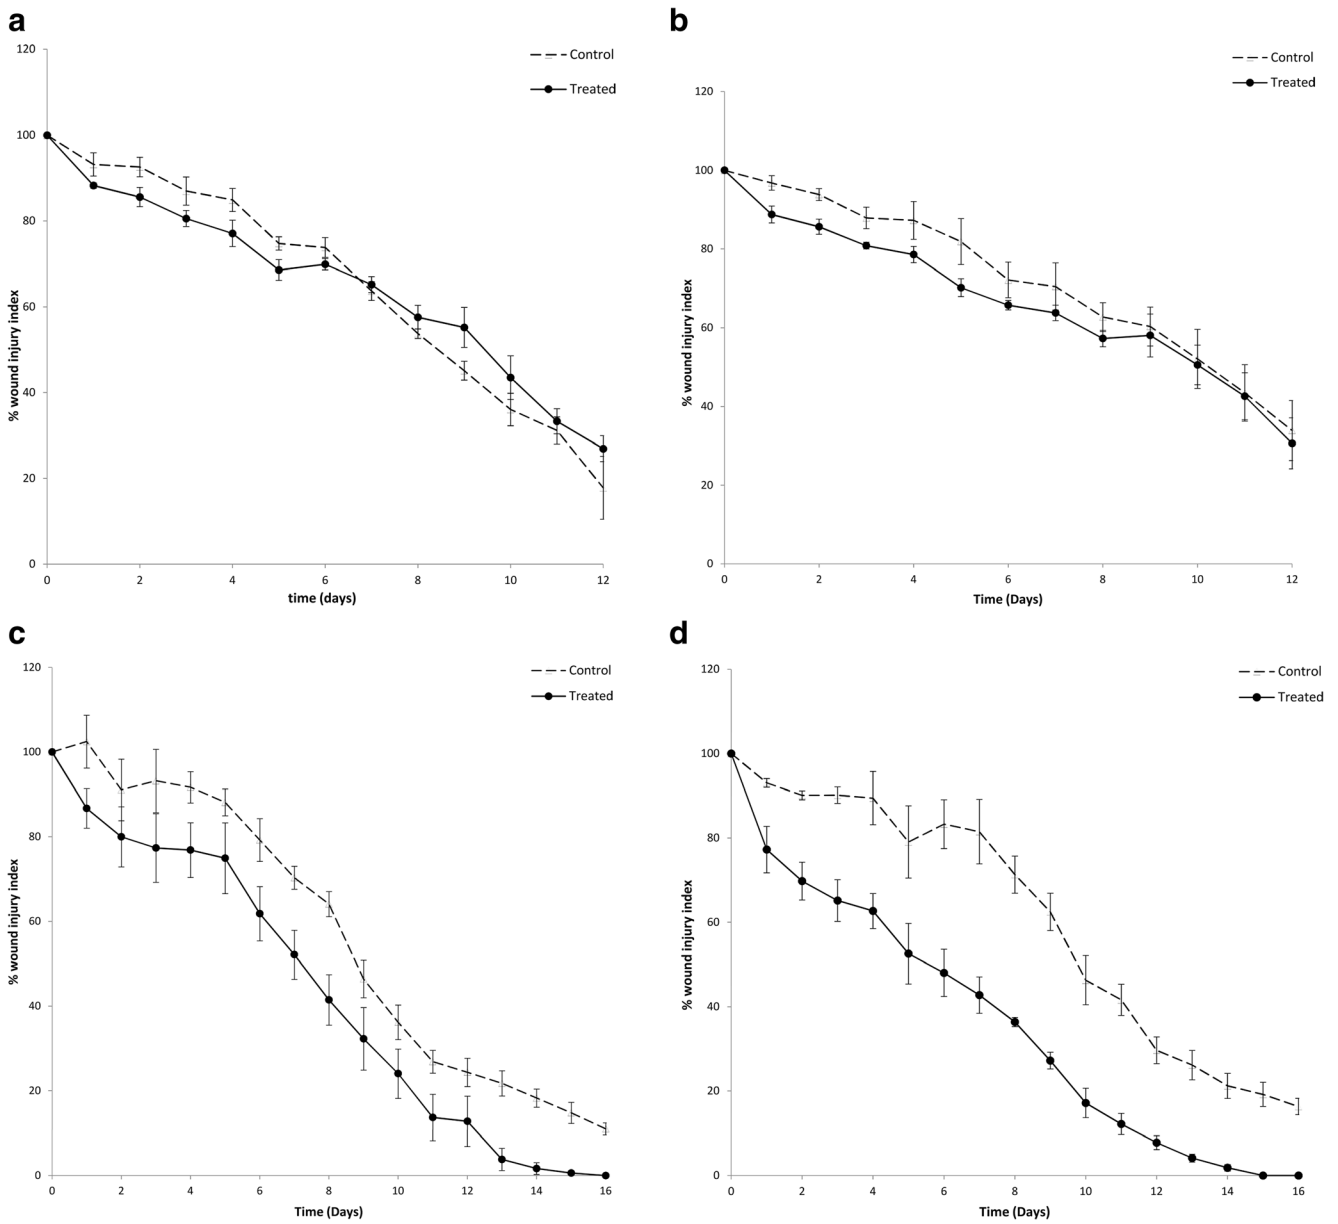 a
120
100
80
60
40
20
0
% wound injury index
0 2 4 6 8 10 12
time (days)
Control
Treated
b
120
100
80
60
40
20
0
% wound injury index
0 2 4 6 8 10 12
Time (Days)
Control
Treated
c
120
100
80
60
40
20
0
% wound injury index
0 2 4 6 8 10 12 14 16
Time (Days)
Control
Treated
d
120
100
80
60
40
20
0
% wound injury index
0 2 4 6 8 10 12 14 16
Time (Days)
Control
Treated